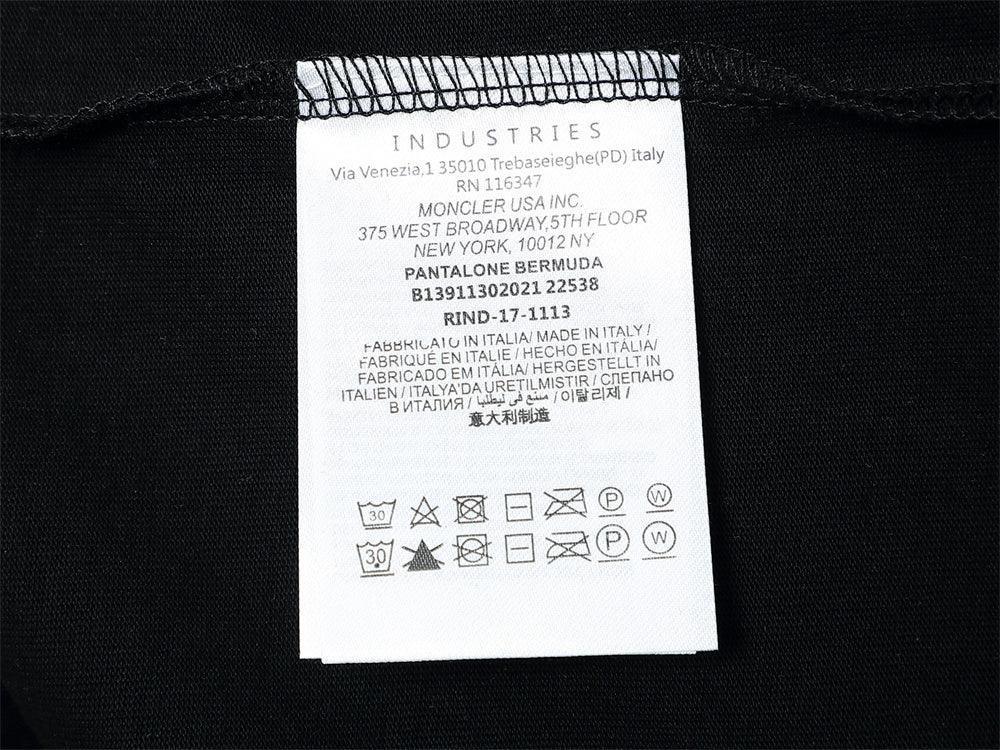 INDUSTRIES
Via Venezia,1 35010 Trebaseieghe(PD) Italy
RN 116347
MONCLER USA INC.
375 WEST BROADWAY,5TH FLOOR
NEW YORK, 10012 NY
PANTALONE BERMUDA
B13911302021 22538
RIND-17-1113
FABBRICATO IN ITALIA/ MADE IN ITALY /
FABRIQUÉ EN ITALIE / HECHO EN ITÁLIA/
FABRICADO EM ITÁLIA/ HERGESTELLT IN
ITALIEN / ITALYA'DA URETILMISTIR / СЛЕПАНО
В ИТАЛИЯ / صنع في ليطليا / 이탈리제 /
意大利制造
30 P W
30 P W